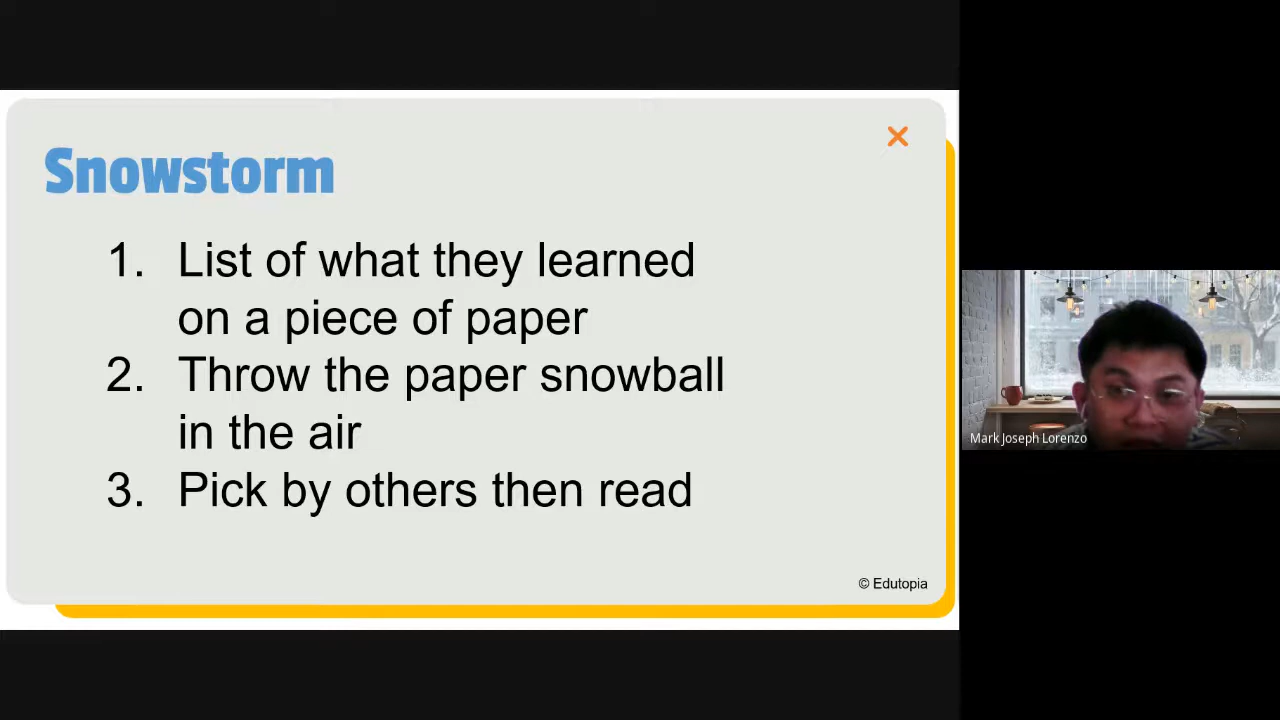 Snowstorm
1. List of what they learned
on a piece of paper
2. Throw the paper snowball
in the air
3. Pick by others then read
© Edutopia
Mark Joseph Lorenzo